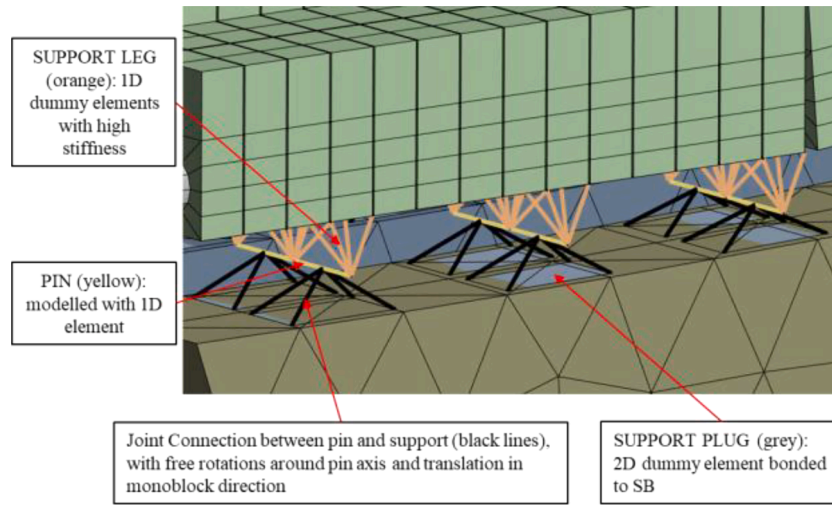 SUPPORT LEG
(orange): 1D
dummy elements
with high
stiffness
PIN (yellow):
modelled with 1D
element
Joint Connection between pin and support (black lines),
with free rotations around pin axis and translation in
monoblock direction
SUPPORT PLUG (grey):
2D dummy element bonded
to SB